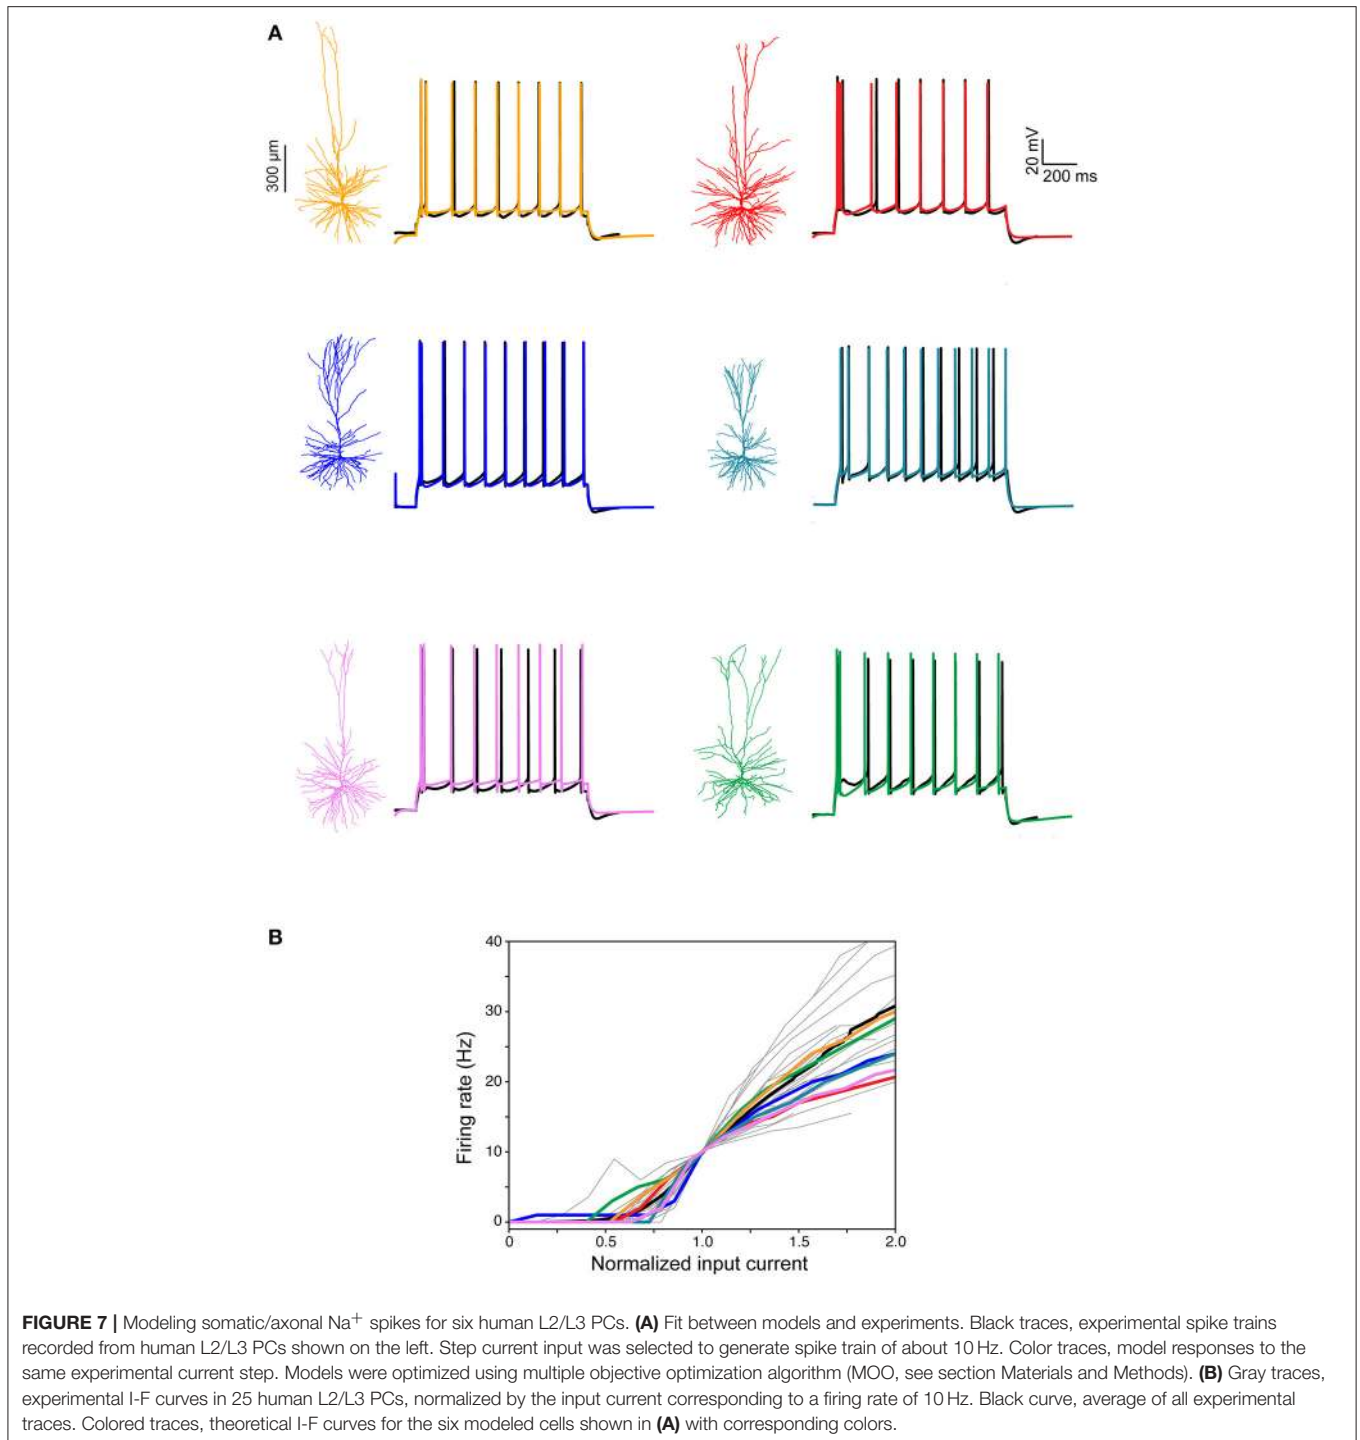 A
300 μm
20 mV
200 ms
B
40
30
20
10
0
Firing rate (Hz)
0 0.5 1.0 1.5 2.0
Normalized input current
FIGURE 7 | Modeling somatic/axonal Na+ spikes for six human L2/L3 PCs. (A) Fit between models and experiments. Black traces, experimental spike trains
recorded from human L2/L3 PCs shown on the left. Step current input was selected to generate spike train of about 10 Hz. Color traces, model responses to the
same experimental current step. Models were optimized using multiple objective optimization algorithm (MOO, see section Materials and Methods). (B) Gray traces,
experimental I-F curves in 25 human L2/L3 PCs, normalized by the input current corresponding to a firing rate of 10 Hz. Black curve, average of all experimental
traces. Colored traces, theoretical I-F curves for the six modeled cells shown in (A) with corresponding colors.